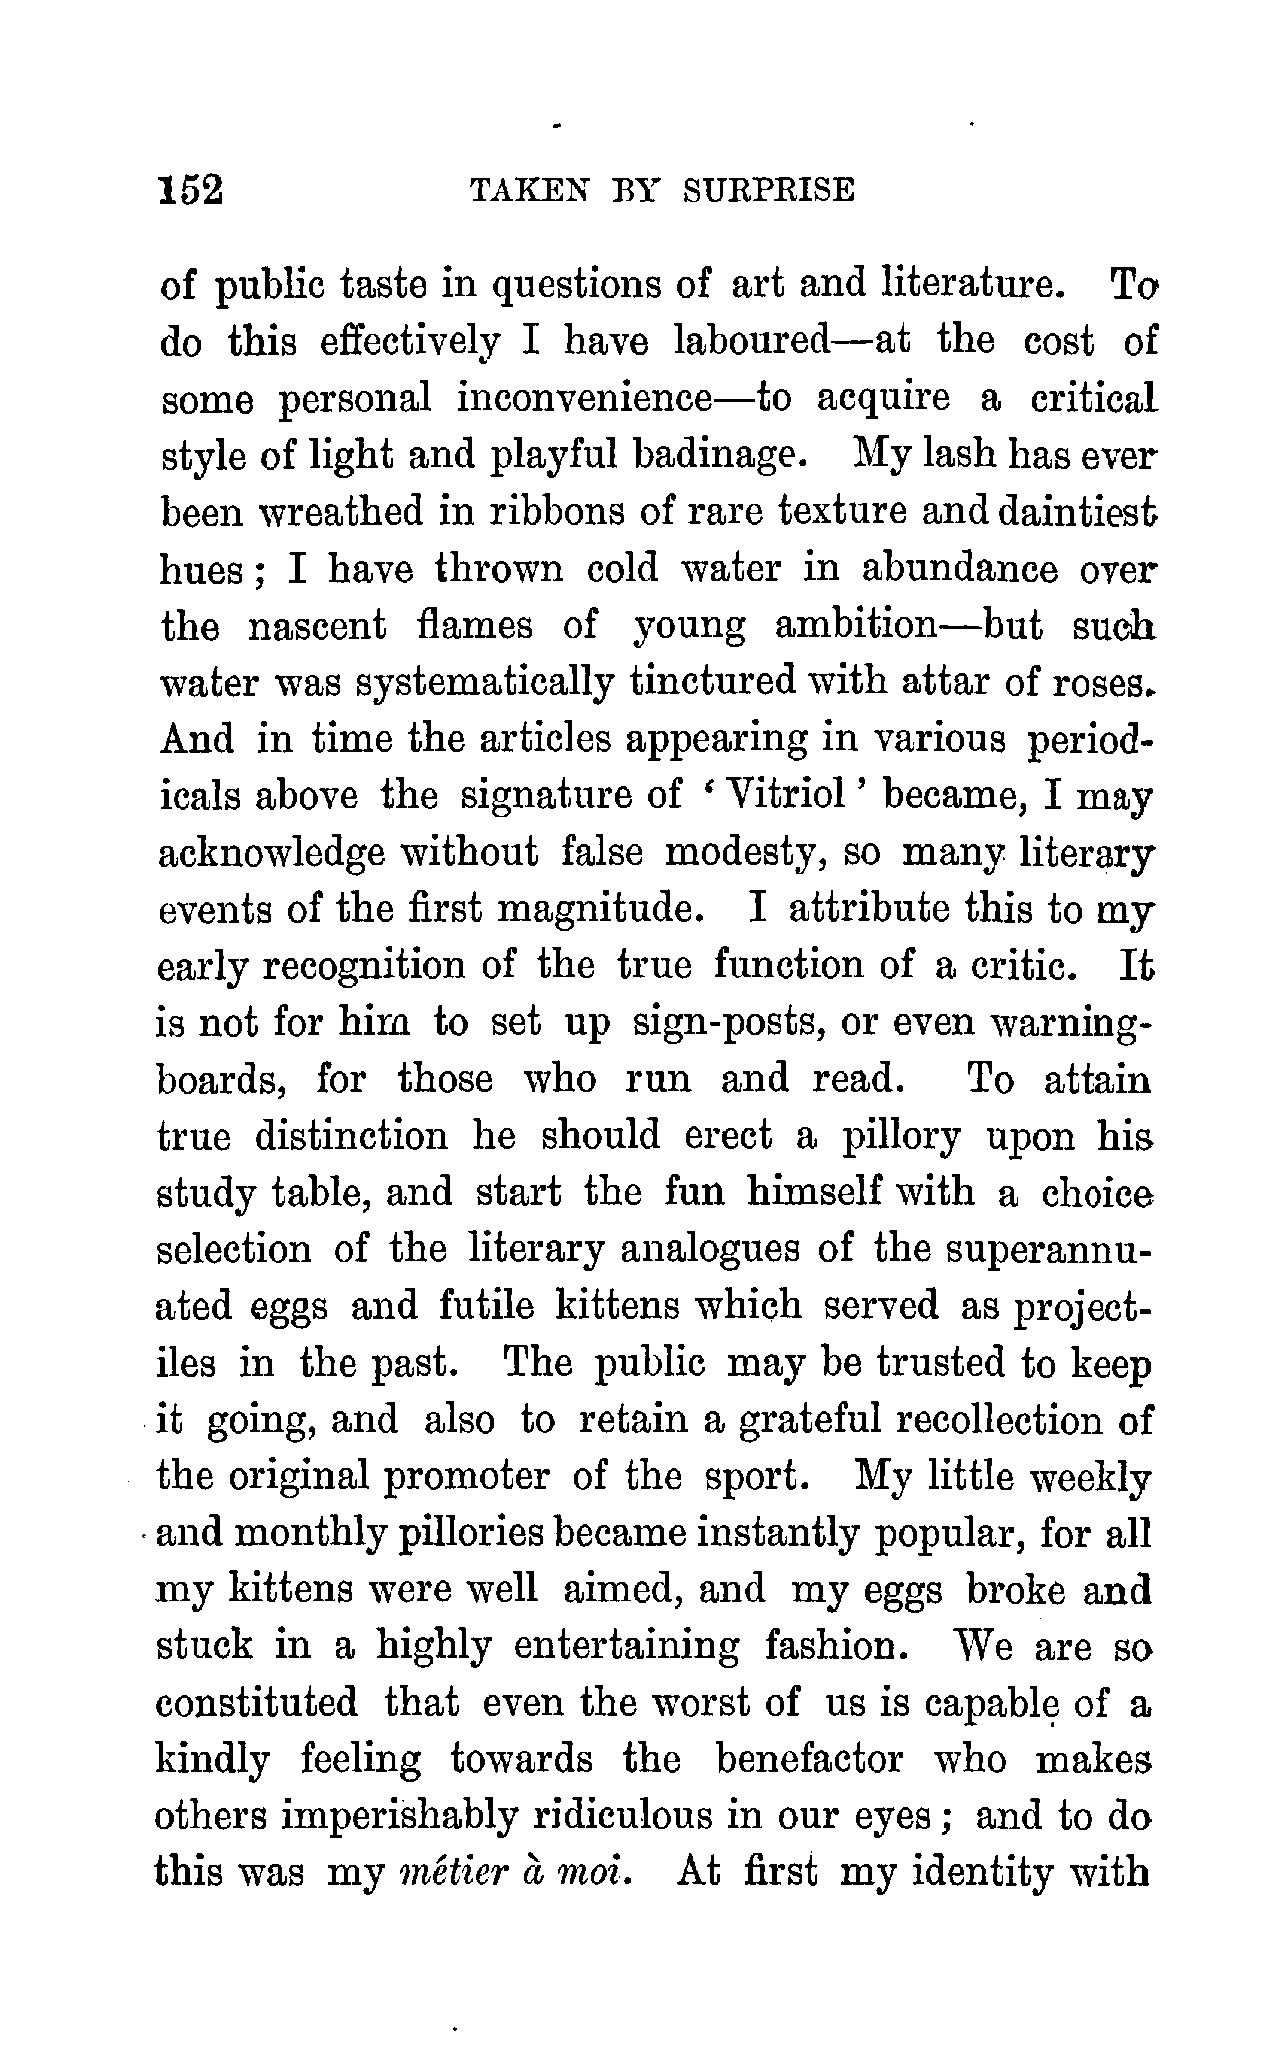 152 TAKEN BY SURPRISE
of public taste in questions of art and literature. To
do this effectively I have laboured—at the cost of
some personal inconvenience—to acquire a critical
style of light and playful badinage. My lash has ever
been wreathed in ribbons of rare texture and daintiest
hues; I have thrown cold water in abundance over
the nascent flames of young ambition—but such
water was systematically tinctured with attar of roses.
And in time the articles appearing in various period-
icals above the signature of ‘Vitriol’ became, I may
acknowledge without false modesty, so many literary
events of the first magnitude. I attribute this to my
early recognition of the true function of a critic. It
is not for him to set up sign-posts, or even warning-
boards, for those who run and read. To attain
true distinction he should erect a pillory upon his
study table, and start the fun himself with a choice
selection of the literary analogues of the superannu-
ated eggs and futile kittens which served as project-
iles in the past. The public may be trusted to keep
it going, and also to retain a grateful recollection of
the original promoter of the sport. My little weekly
and monthly pillories became instantly popular, for all
my kittens were well aimed, and my eggs broke and
stuck in a highly entertaining fashion. We are so
constituted that even the worst of us is capable of a
kindly feeling towards the benefactor who makes
others imperishably ridiculous in our eyes; and to do
this was my métier à moi. At first my identity with